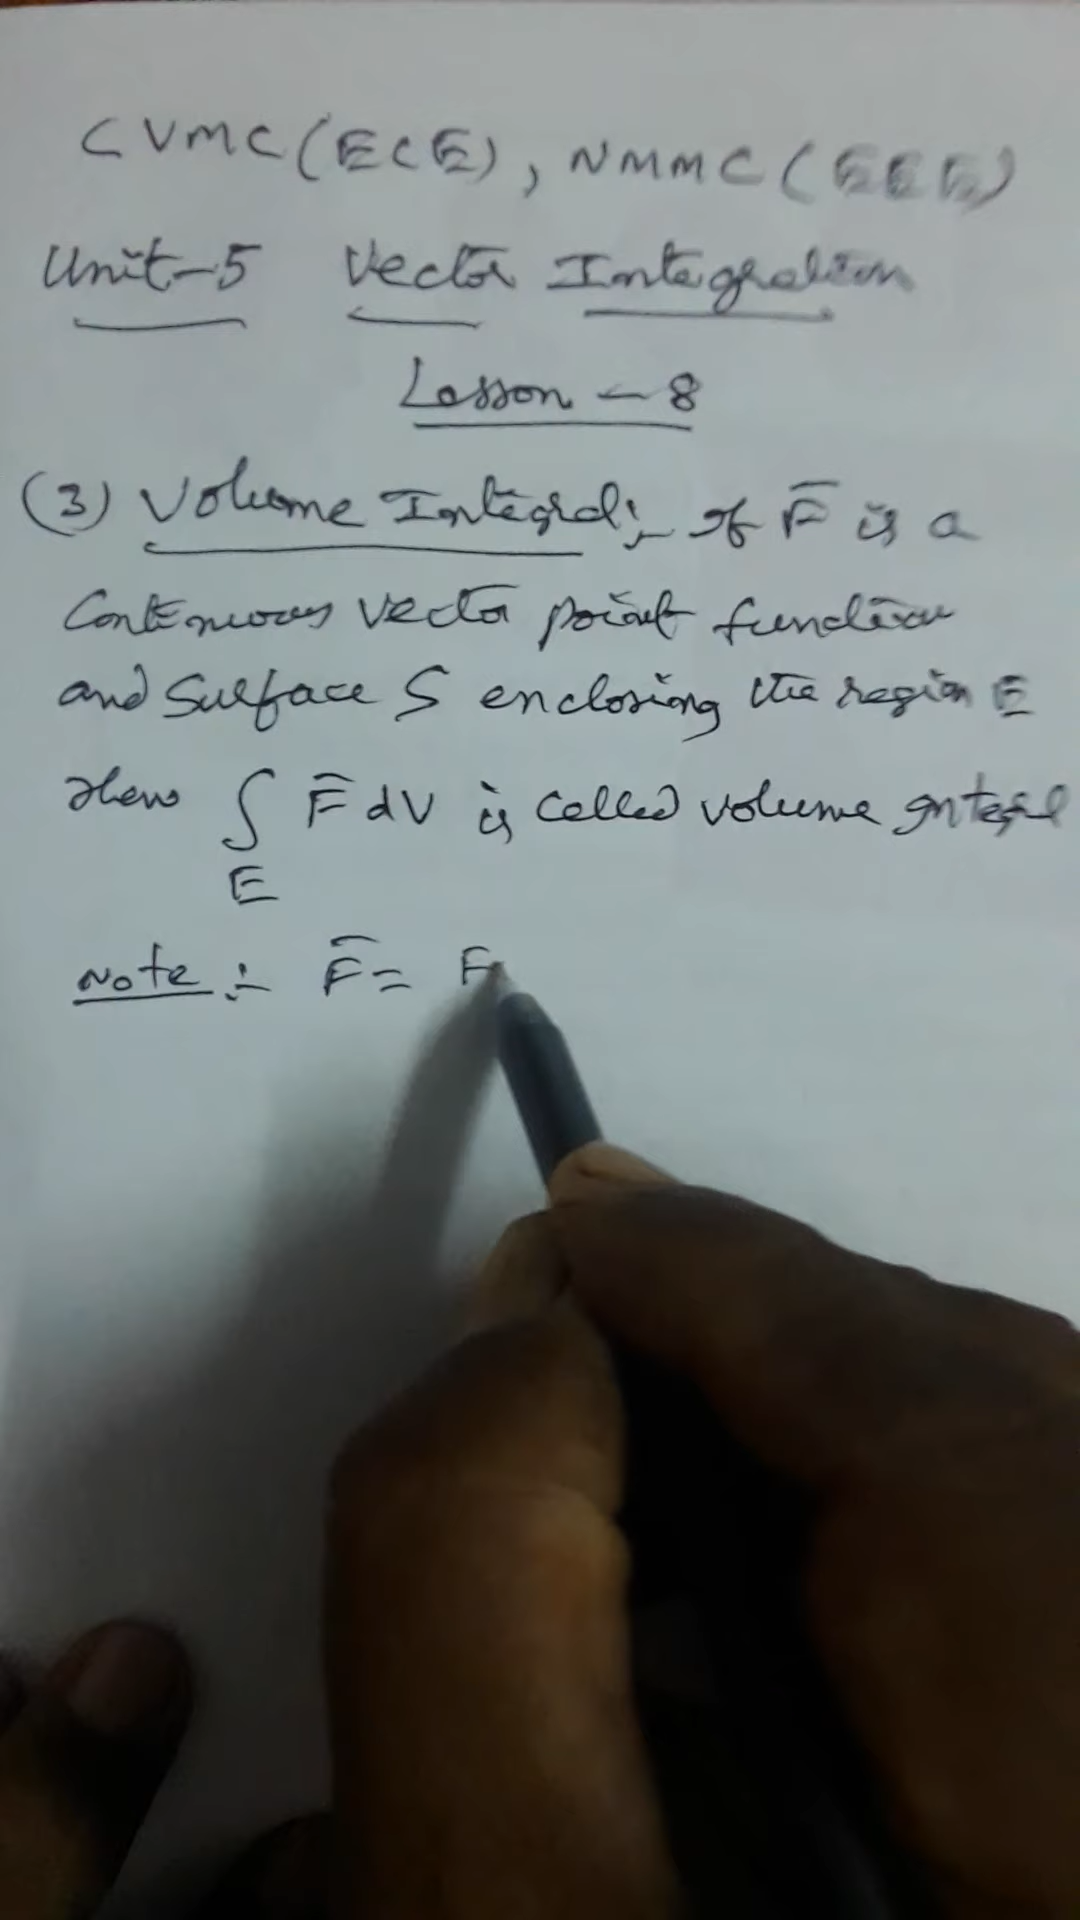 CVMC (ECE), NMMC (EEE)
Unit-5 Vector Integration
Lesson - 8
(3) Volume Integral:- If F̅ is a
Continuous vector point function
and Surface S enclosing the region E
then ∫ F̅ dV is called volume Integral
E
Note :- F̅ = F